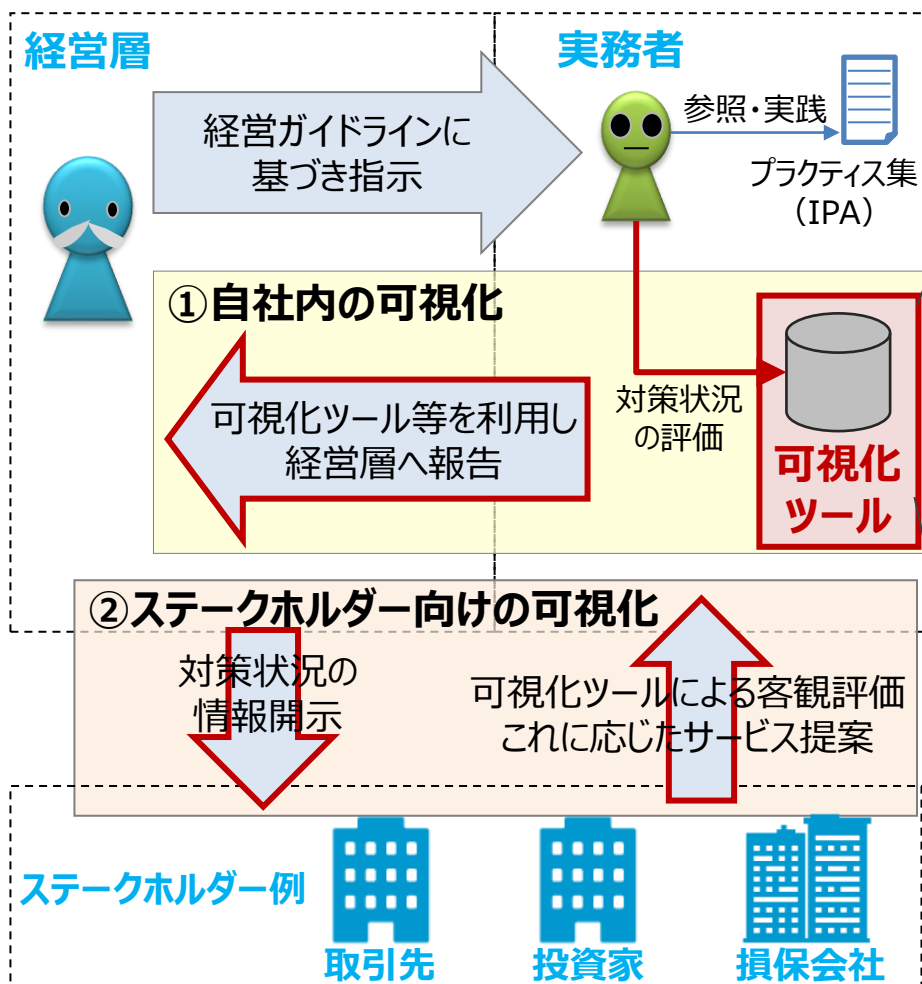 経営層
実務者
経営ガイドラインに
基づき指示
参照・実践
プラクティス集
（IPA）
①自社内の可視化
可視化ツール等を利用し
経営層へ報告
対策状況
の評価
可視化
ツール
②ステークホルダー向けの可視化
対策状況の
情報開示
可視化ツールによる客観評価
これに応じたサービス提案
ステークホルダー例
取引先
投資家
損保会社